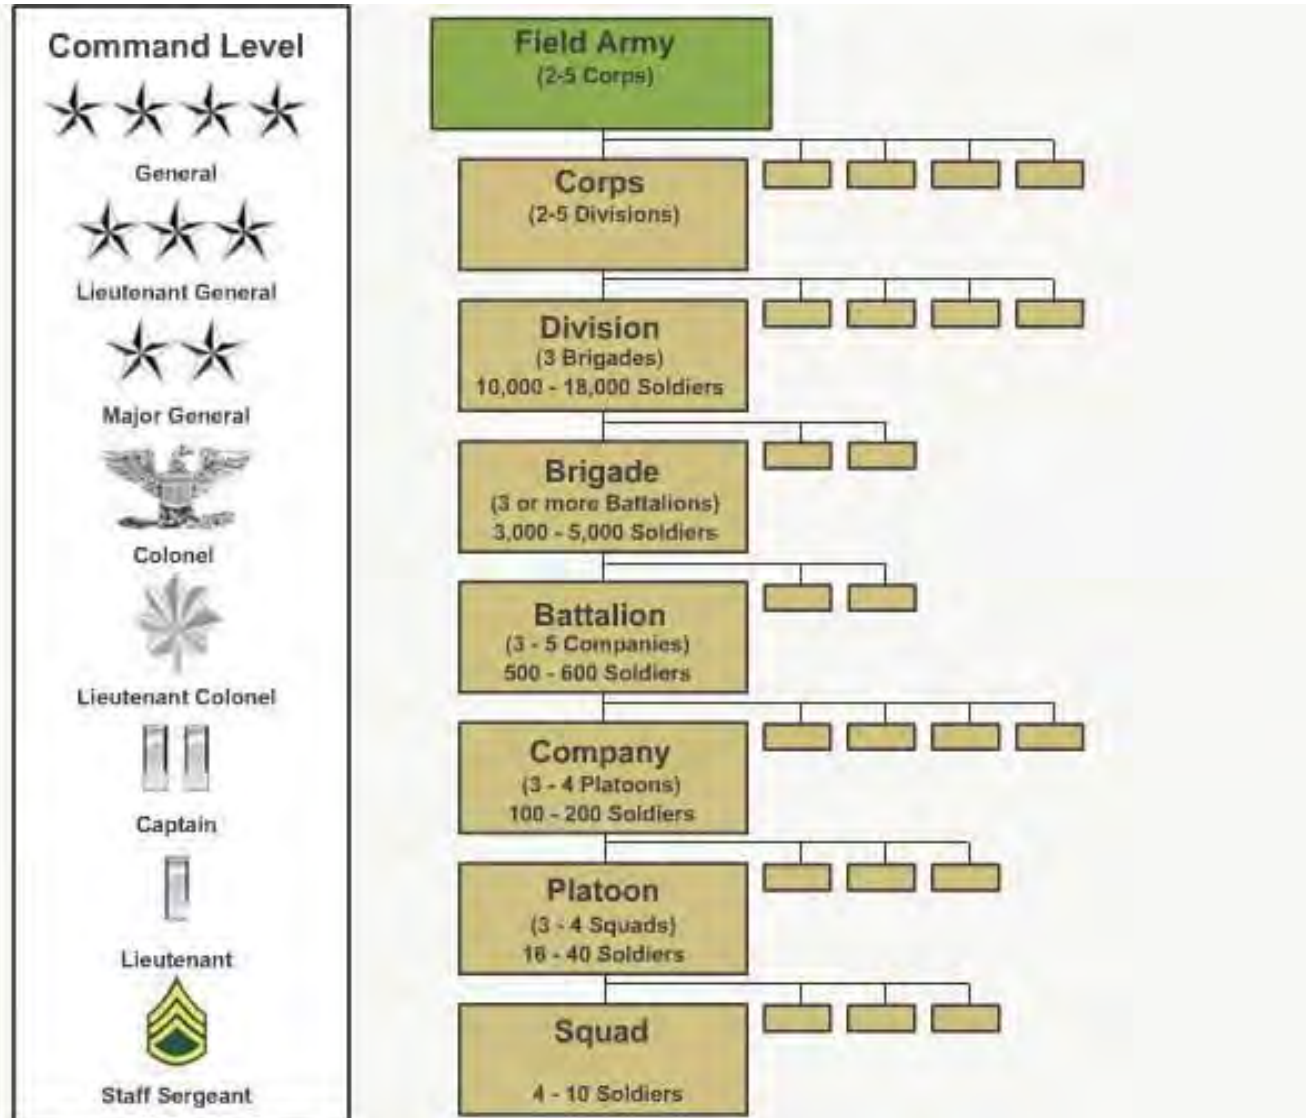 Command Level
General
Lieutenant General
Major General
Colonel
Lieutenant Colonel
Captain
Lieutenant
Staff Sergeant
Field Army
(2-5 Corps)
Corps
(2-5 Divisions)
Division
(3 Brigades)
10,000 - 18,000 Soldiers
Brigade
(3 or more Battalions)
3,000 - 5,000 Soldiers
Battalion
(3 - 5 Companies)
500 - 600 Soldiers
Company
(3 - 4 Platoons)
100 - 200 Soldiers
Platoon
(3 - 4 Squads)
16 - 40 Soldiers
Squad
4 - 10 Soldiers